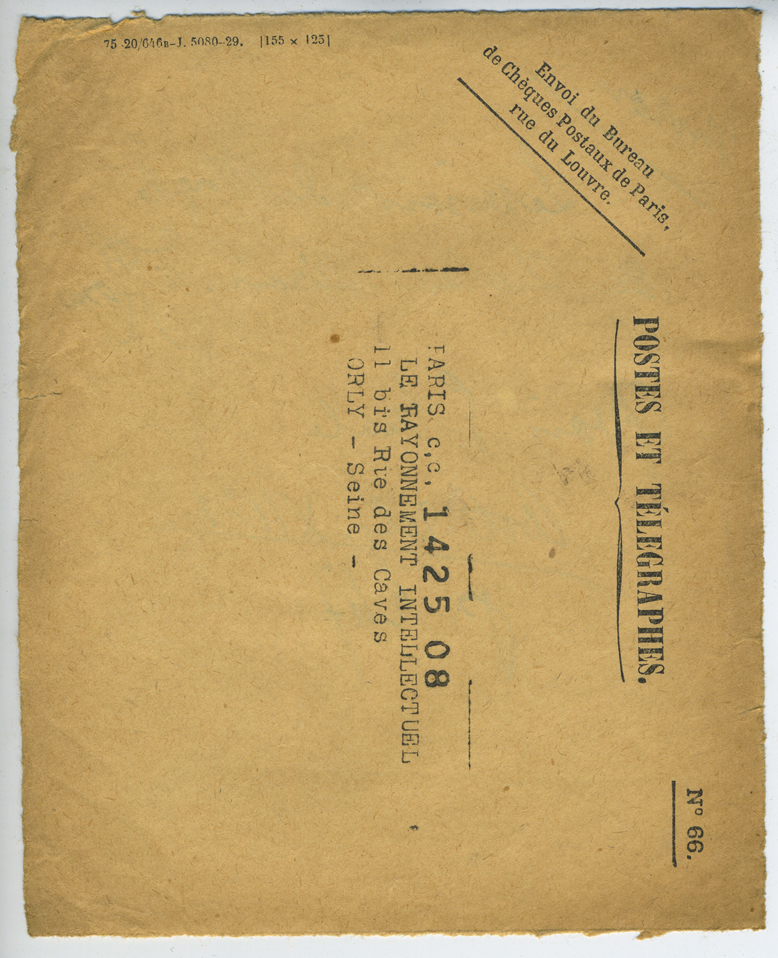 Envoi du Bureau
de Chèques Postaux de Paris,
rue du Louvre.
POSTES ET TÉLÉGRAPHES.
N° 66.
PARIS c,c, 1425 08
LE RAYONNEMENT INTELLECTUEL
11 bis Rue des Caves
ORLY - Seine -
75-20/646B-J. 5080-29. [155 × 125]